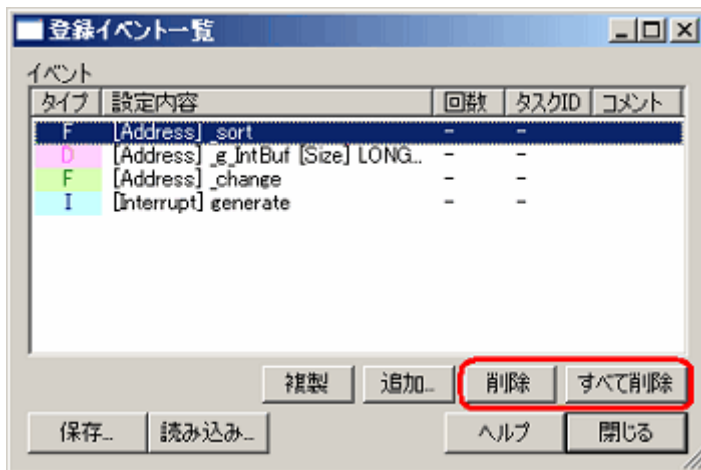 登録イベント一覧
イベント
タイプ 設定内容 回数 タスクID コメント
F [Address] _sort - -
D [Address] _g_IntBuf [Size] LONG... - -
F [Address] _change - -
I [Interrupt] generate - -
複製 追加... 削除 すべて削除
保存... 読み込み... ヘルプ 閉じる